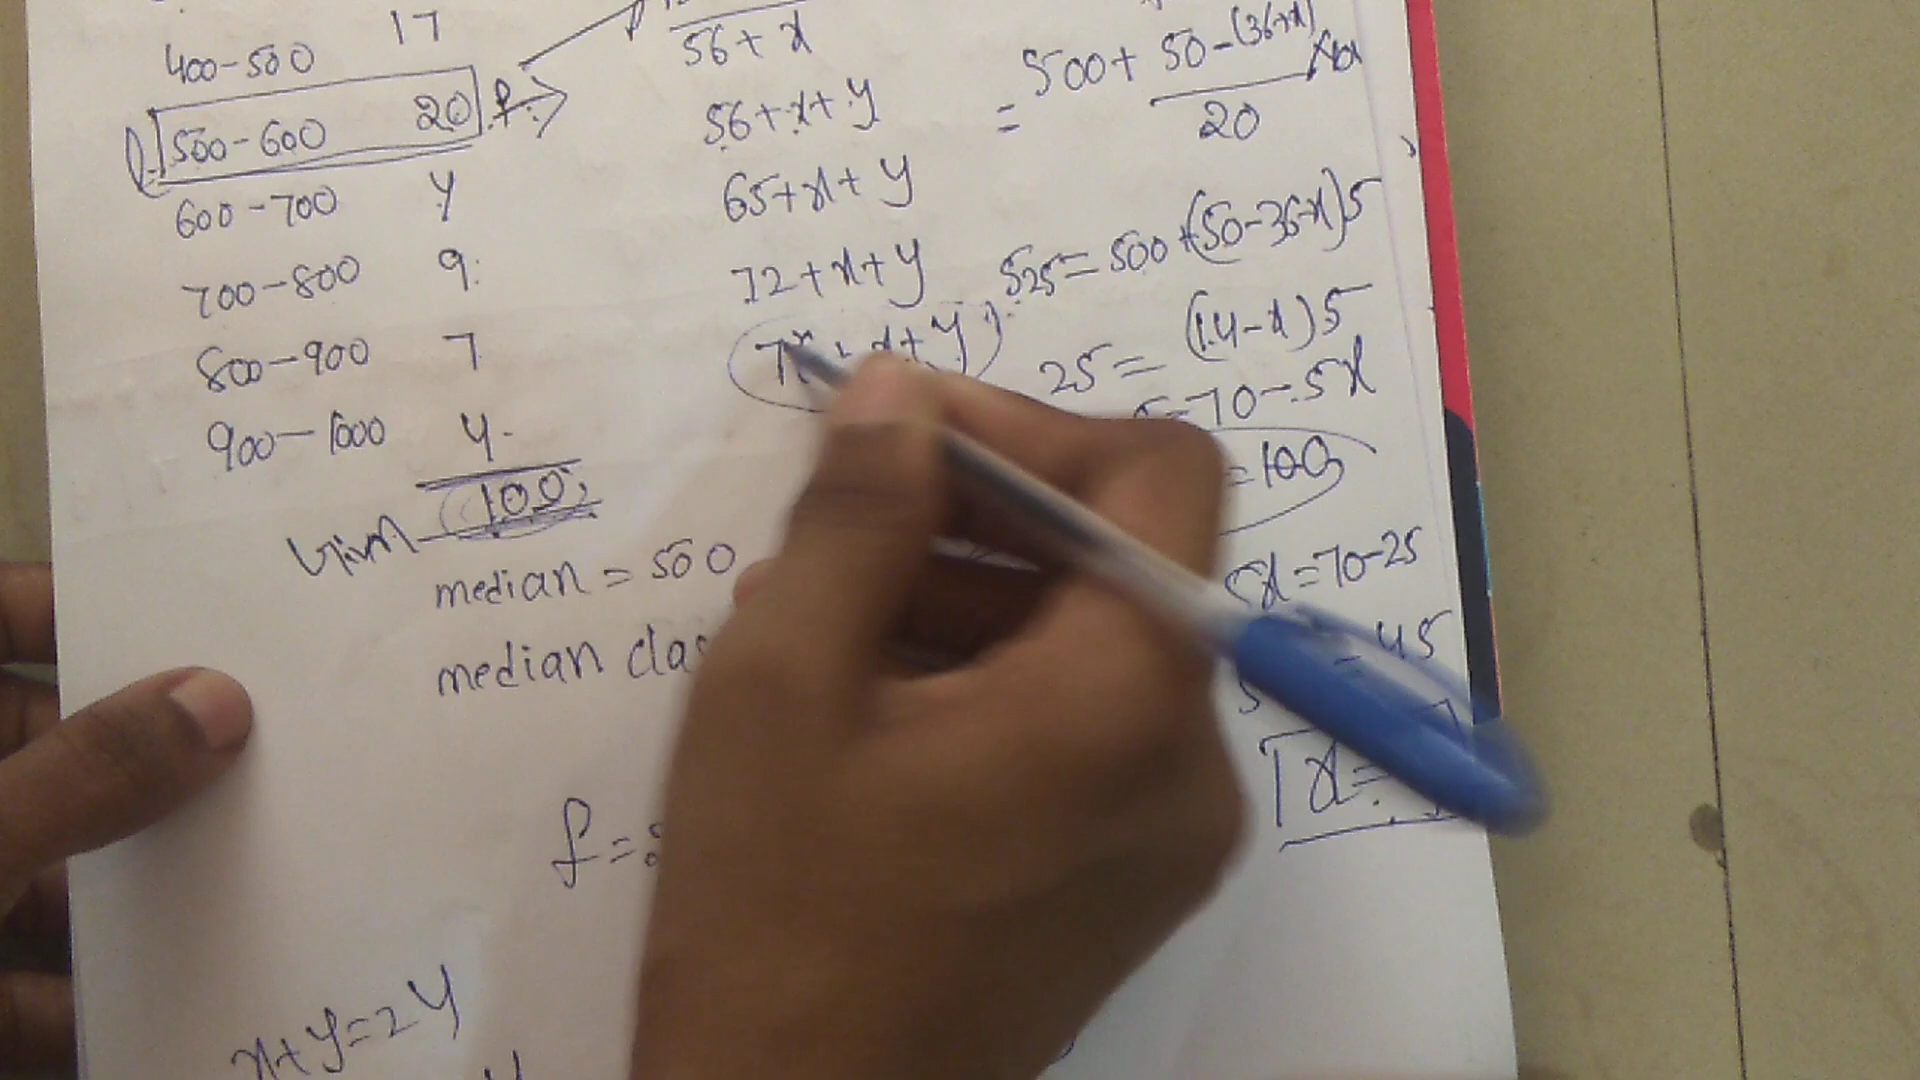 400-500 17
500-600 20 f
600-700 y
700-800 9
800-900 7
900-1000 4
100
median = 500
median clas
f=
x+y=24
56+x
56+x+y
65+x+y
72+x+y
+x+y
= 500+ 50-(36+x)
20
525= 500 +(50-36-x)5
25= (14-x)5
=70-5x
=100
5x=70-25
=45
x=